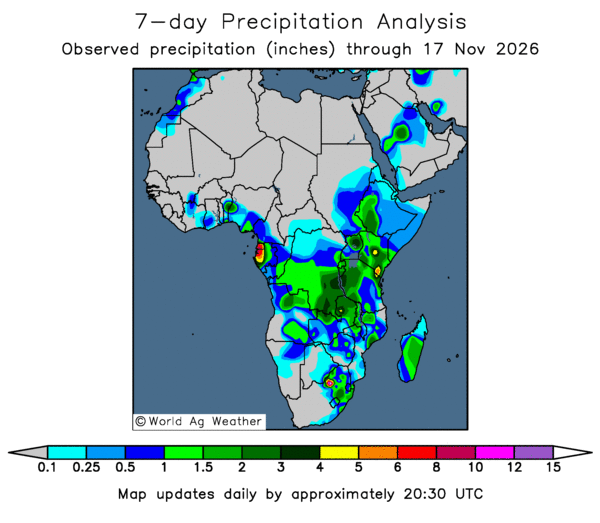 7-day Precipitation Analysis
Observed precipitation (inches) through 17 Nov 2026
© World Ag Weather
0.1 0.25 0.5 1 1.5 2 3 4 5 6 8 10 12 15
Map updates daily by approximately 20:30 UTC